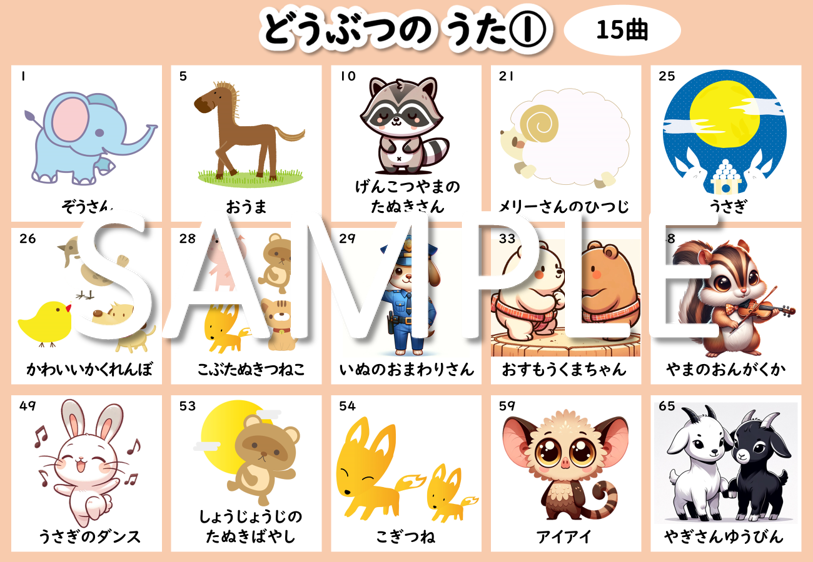 どうぶつの うた①
15曲
1
ぞうさん
5
おうま
10
げんこつやまの
たぬきさん
21
メリーさんのひつじ
25
うさぎ
26
かわいいかくれんぼ
28
こぶたぬきつねこ
29
いぬのおまわりさん
33
おすもうくまちゃん
8
やまのおんがくか
SAMPLE
49
うさぎのダンス
53
しょうじょうじの
たぬきばやし
54
こぎつね
59
アイアイ
65
やぎさんゆうびん